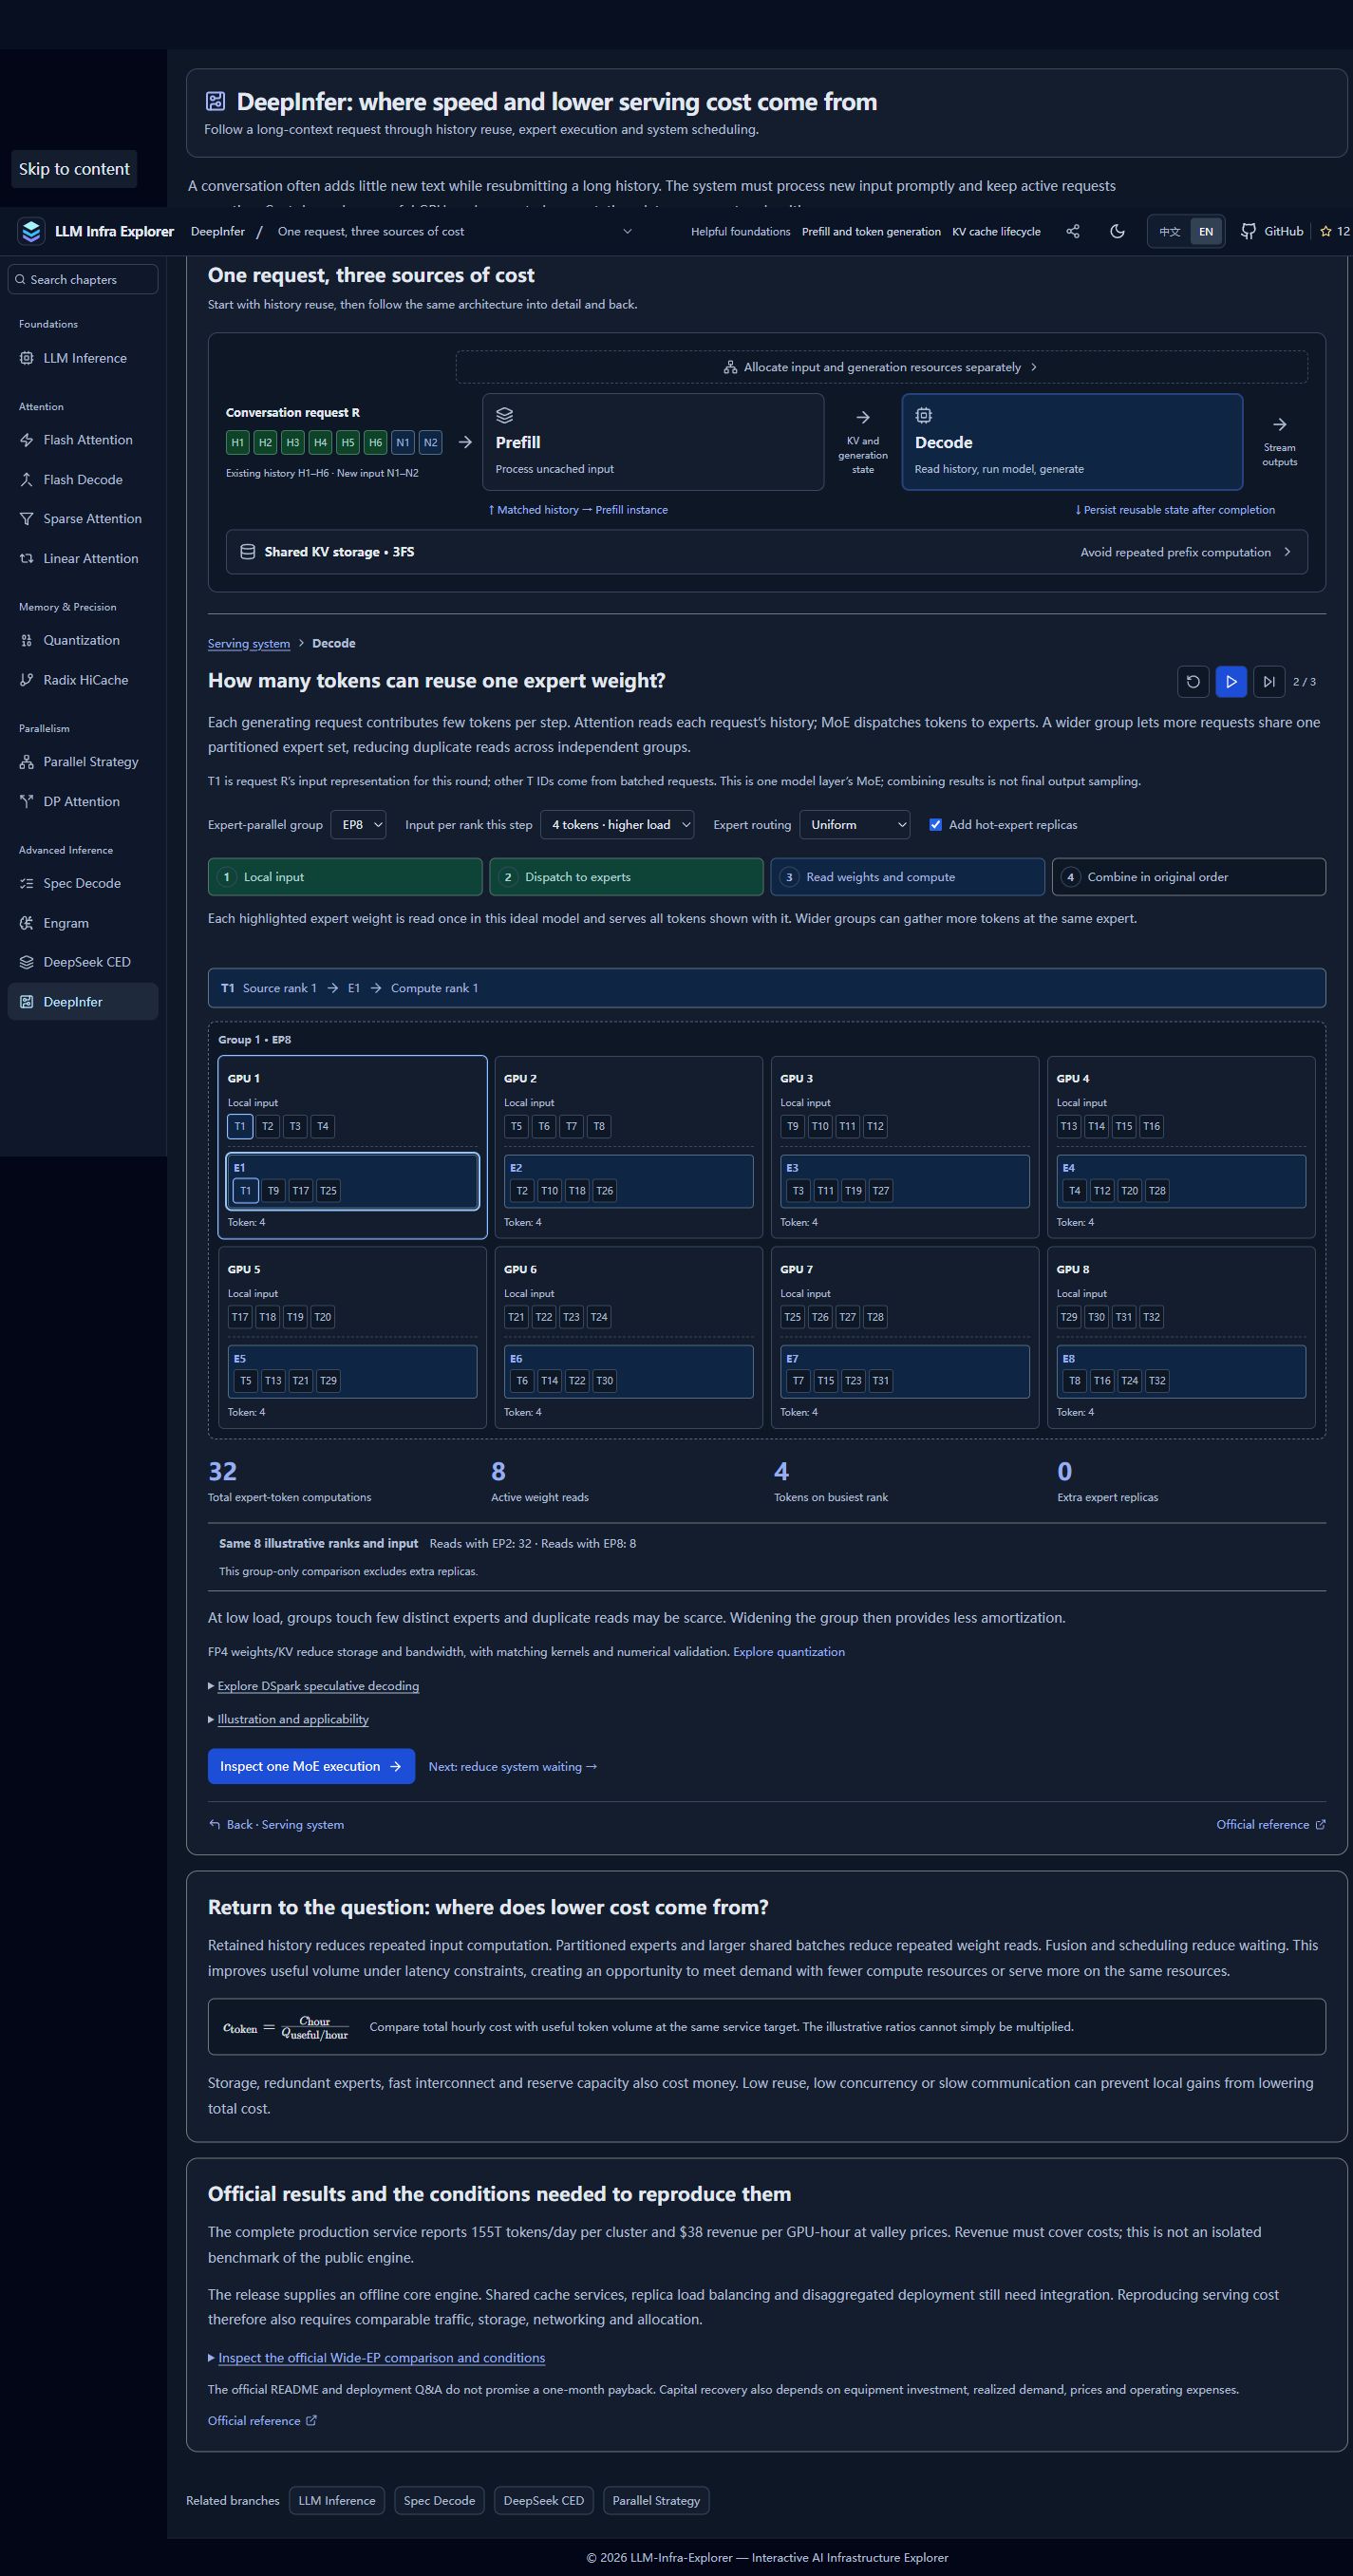 DeepInfer: where speed and lower serving cost come from
Follow a long-context request through history reuse, expert execution and system scheduling.
Skip to content
A conversation often adds little new text while resubmitting a long history. The system must process new input promptly and keep active requests
LLM Infra Explorer
DeepInfer / One request, three sources of cost
Helpful foundations Prefill and token generation KV cache lifecycle
中文 EN
GitHub 12
Search chapters
Foundations
LLM Inference
Attention
Flash Attention
Flash Decode
Sparse Attention
Linear Attention
Memory & Precision
Quantization
Radix HiCache
Parallelism
Parallel Strategy
DP Attention
Advanced Inference
Spec Decode
Engram
DeepSeek CED
DeepInfer
One request, three sources of cost
Start with history reuse, then follow the same architecture into detail and back.
Allocate input and generation resources separately
Conversation request R
H1 H2 H3 H4 H5 H6 N1 N2
Existing history H1–H6 · New input N1–N2
Prefill
Process uncached input
KV and
generation
state
Decode
Read history, run model, generate
Stream
outputs
↑ Matched history → Prefill instance
↓ Persist reusable state after completion
Shared KV storage • 3FS
Avoid repeated prefix computation
Serving system > Decode
How many tokens can reuse one expert weight?
2 / 3
Each generating request contributes few tokens per step. Attention reads each request’s history; MoE dispatches tokens to experts. A wider group lets more requests share one
partitioned expert set, reducing duplicate reads across independent groups.
T1 is request R’s input representation for this round; other T IDs come from batched requests. This is one model layer’s MoE; combining results is not final output sampling.
Expert-parallel group EP8 Input per rank this step 4 tokens · higher load Expert routing Uniform Add hot-expert replicas
1 Local input
2 Dispatch to experts
3 Read weights and compute
4 Combine in original order
Each highlighted expert weight is read once in this ideal model and serves all tokens shown with it. Wider groups can gather more tokens at the same expert.
T1 Source rank 1 → E1 → Compute rank 1
Group 1 • EP8
GPU 1
Local input
T1 T2 T3 T4
E1
T1 T9 T17 T25
Token: 4
GPU 2
Local input
T5 T6 T7 T8
E2
T2 T10 T18 T26
Token: 4
GPU 3
Local input
T9 T10 T11 T12
E3
T3 T11 T19 T27
Token: 4
GPU 4
Local input
T13 T14 T15 T16
E4
T4 T12 T20 T28
Token: 4
GPU 5
Local input
T17 T18 T19 T20
E5
T5 T13 T21 T29
Token: 4
GPU 6
Local input
T21 T22 T23 T24
E6
T6 T14 T22 T30
Token: 4
GPU 7
Local input
T25 T26 T27 T28
E7
T7 T15 T23 T31
Token: 4
GPU 8
Local input
T29 T30 T31 T32
E8
T8 T16 T24 T32
Token: 4
32
Total expert-token computations
8
Active weight reads
4
Tokens on busiest rank
0
Extra expert replicas
Same 8 illustrative ranks and input Reads with EP2: 32 · Reads with EP8: 8
This group-only comparison excludes extra replicas.
At low load, groups touch few distinct experts and duplicate reads may be scarce. Widening the group then provides less amortization.
FP4 weights/KV reduce storage and bandwidth, with matching kernels and numerical validation. Explore quantization
Explore DSpark speculative decoding
Illustration and applicability
Inspect one MoE execution →
Next: reduce system waiting →
Back · Serving system
Official reference
Return to the question: where does lower cost come from?
Retained history reduces repeated input computation. Partitioned experts and larger shared batches reduce repeated weight reads. Fusion and scheduling reduce waiting. This
improves useful volume under latency constraints, creating an opportunity to meet demand with fewer compute resources or serve more on the same resources.
c_token = C_hour / Q_useful/hour
Compare total hourly cost with useful token volume at the same service target. The illustrative ratios cannot simply be multiplied.
Storage, redundant experts, fast interconnect and reserve capacity also cost money. Low reuse, low concurrency or slow communication can prevent local gains from lowering
total cost.
Official results and the conditions needed to reproduce them
The complete production service reports 155T tokens/day per cluster and $38 revenue per GPU-hour at valley prices. Revenue must cover costs; this is not an isolated
benchmark of the public engine.
The release supplies an offline core engine. Shared cache services, replica load balancing and disaggregated deployment still need integration. Reproducing serving cost
therefore also requires comparable traffic, storage, networking and allocation.
Inspect the official Wide-EP comparison and conditions
The official README and deployment Q&A do not promise a one-month payback. Capital recovery also depends on equipment investment, realized demand, prices and operating expenses.
Official reference
Related branches LLM Inference Spec Decode DeepSeek CED Parallel Strategy
© 2026 LLM-Infra-Explorer — Interactive AI Infrastructure Explorer